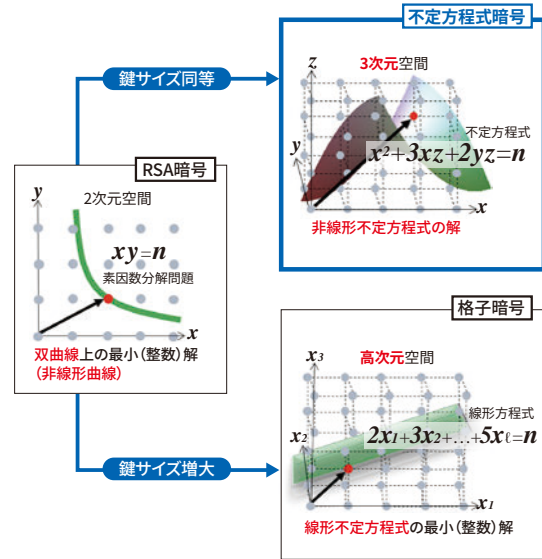 不定方程式暗号
鍵サイズ同等
z
3次元空間
不定方程式
y
x²+3xz+2yz=n
x
非線形不定方程式の解
RSA暗号
y
2次元空間
xy=n
素因数分解問題
x
双曲線上の最小(整数)解
(非線形曲線)
格子暗号
x₃
高次元空間
線形方程式
x₂
2x₁+3x₂+…+5xℓ=n
鍵サイズ増大
x₁
線形不定方程式の最小(整数)解